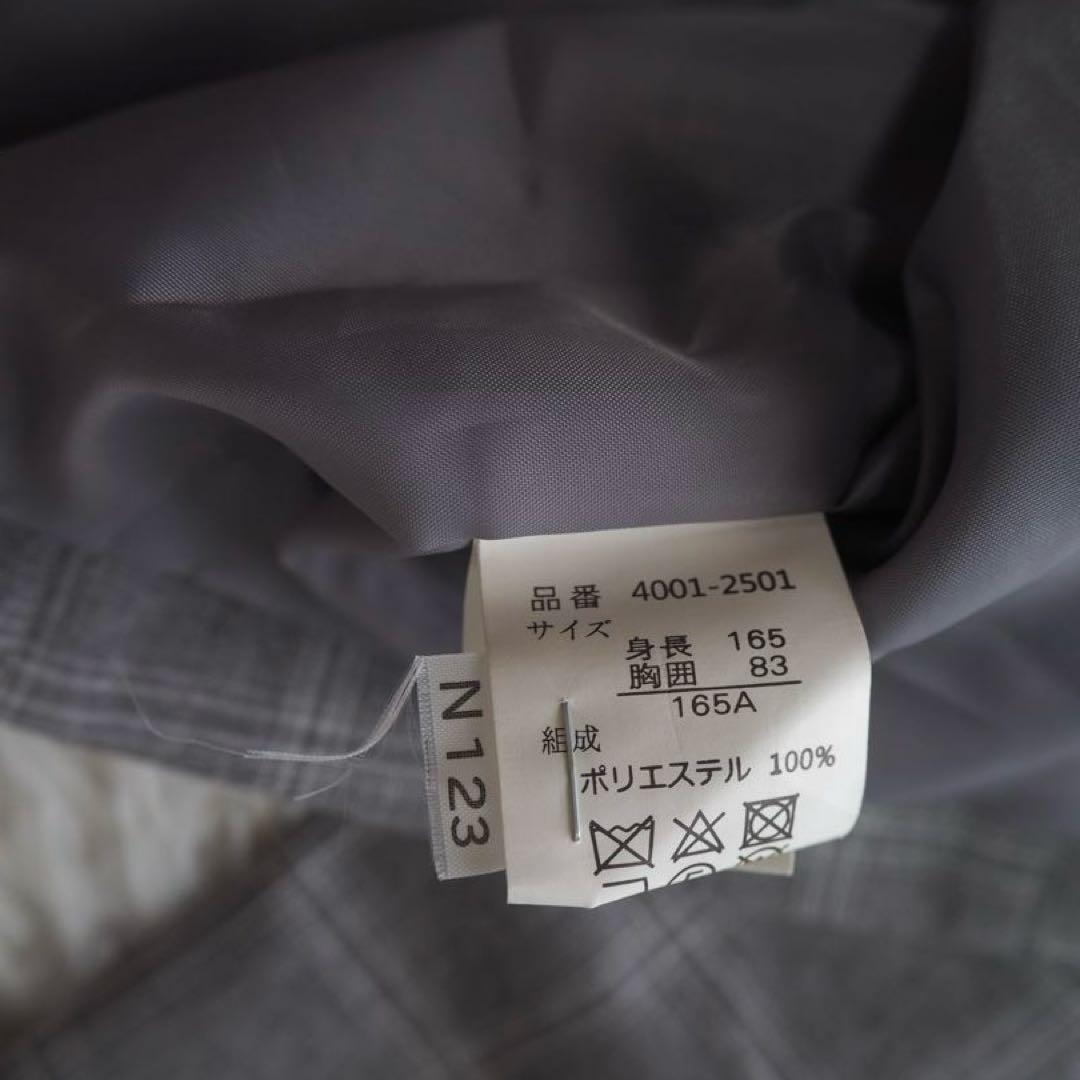 品番 4001-2501
サイズ
身長 165
胸囲 83
165A
組成
ポリエステル 100%
N123